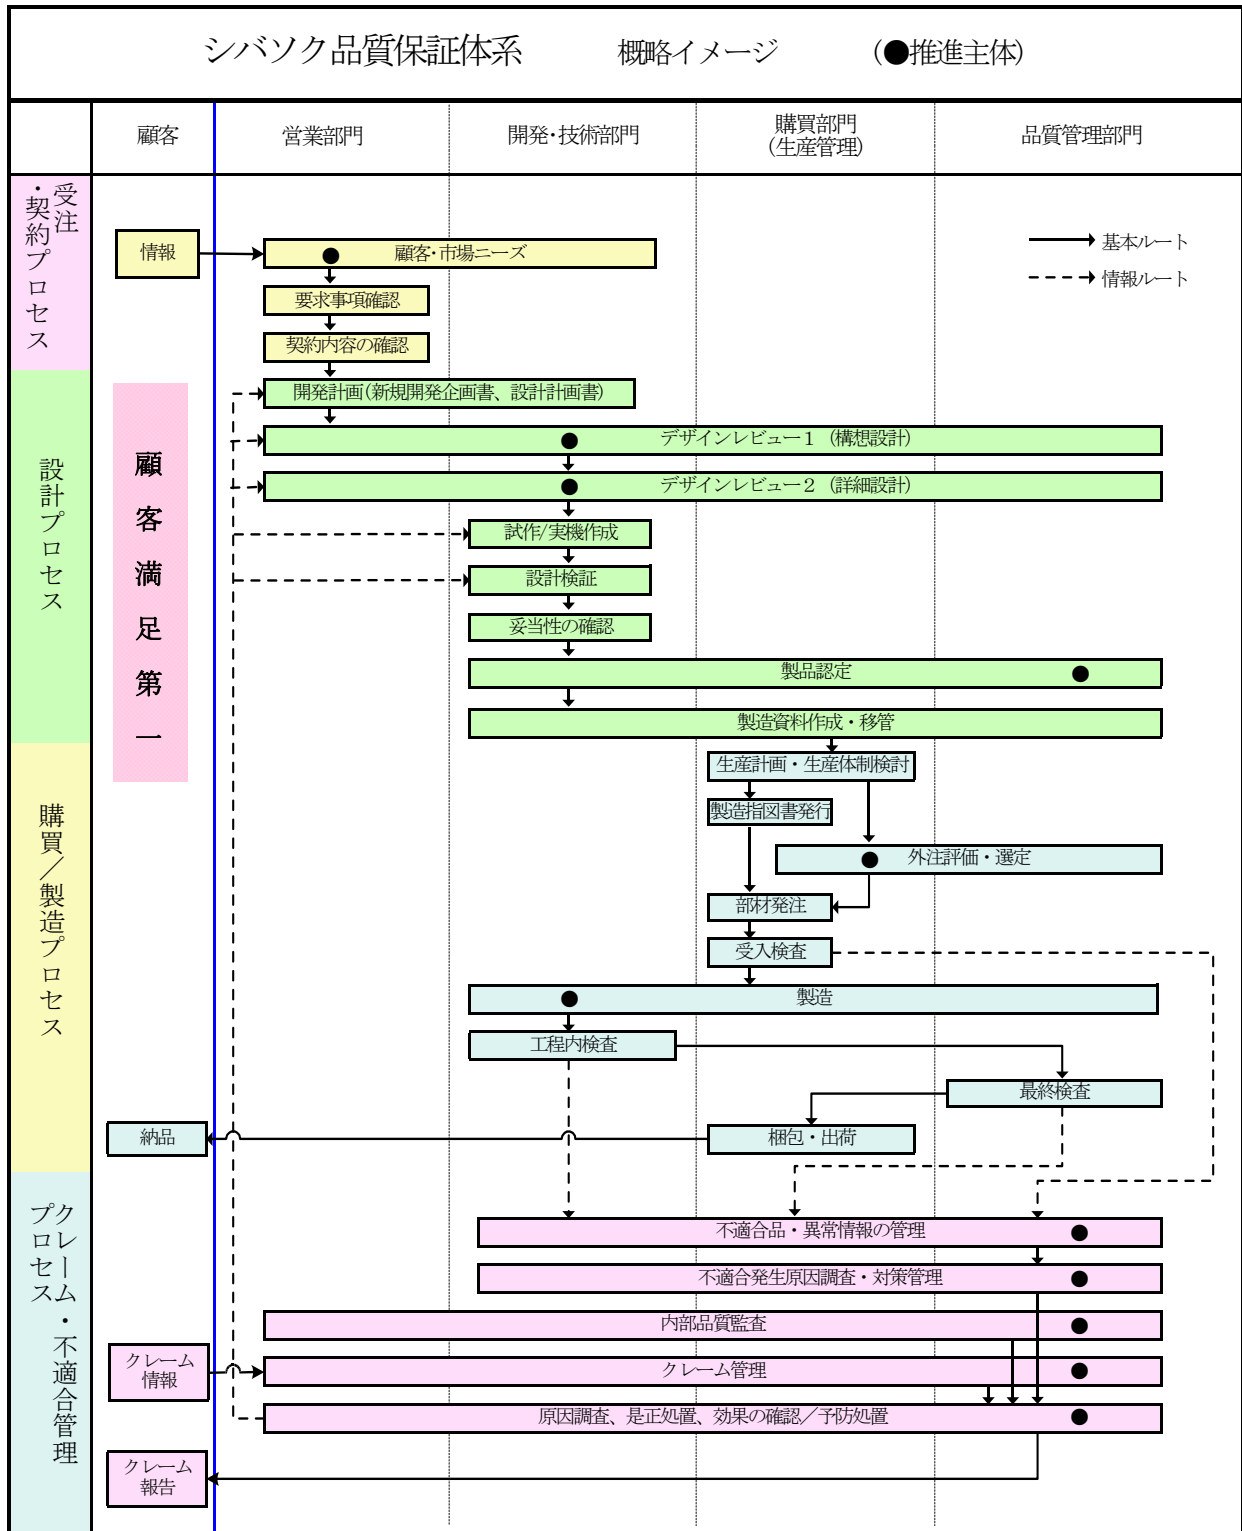 シバソク品質保証体系 概略イメージ （●推進主体）
顧客
営業部門
開発・技術部門
購買部門
（生産管理）
品質管理部門
受注
・契約プロセス
情報
顧客・市場ニーズ
基本ルート
情報ルート
要求事項確認
契約内容の確認
設計プロセス
顧客満足第一
開発計画（新規開発企画書、設計計画書）
デザインレビュー１（構想設計）
デザインレビュー２（詳細設計）
試作/実機作成
設計検証
妥当性の確認
製品認定
製造資料作成・移管
購買／製造プロセス
生産計画・生産体制検討
製造指図書発行
外注評価・選定
部材発注
受入検査
製造
工程内検査
最終検査
納品
梱包・出荷
クレーム・不適合管理
プロセス
不適合品・異常情報の管理
不適合発生原因調査・対策管理
内部品質監査
クレーム
情報
クレーム管理
原因調査、是正処置、効果の確認／予防処置
クレーム
報告